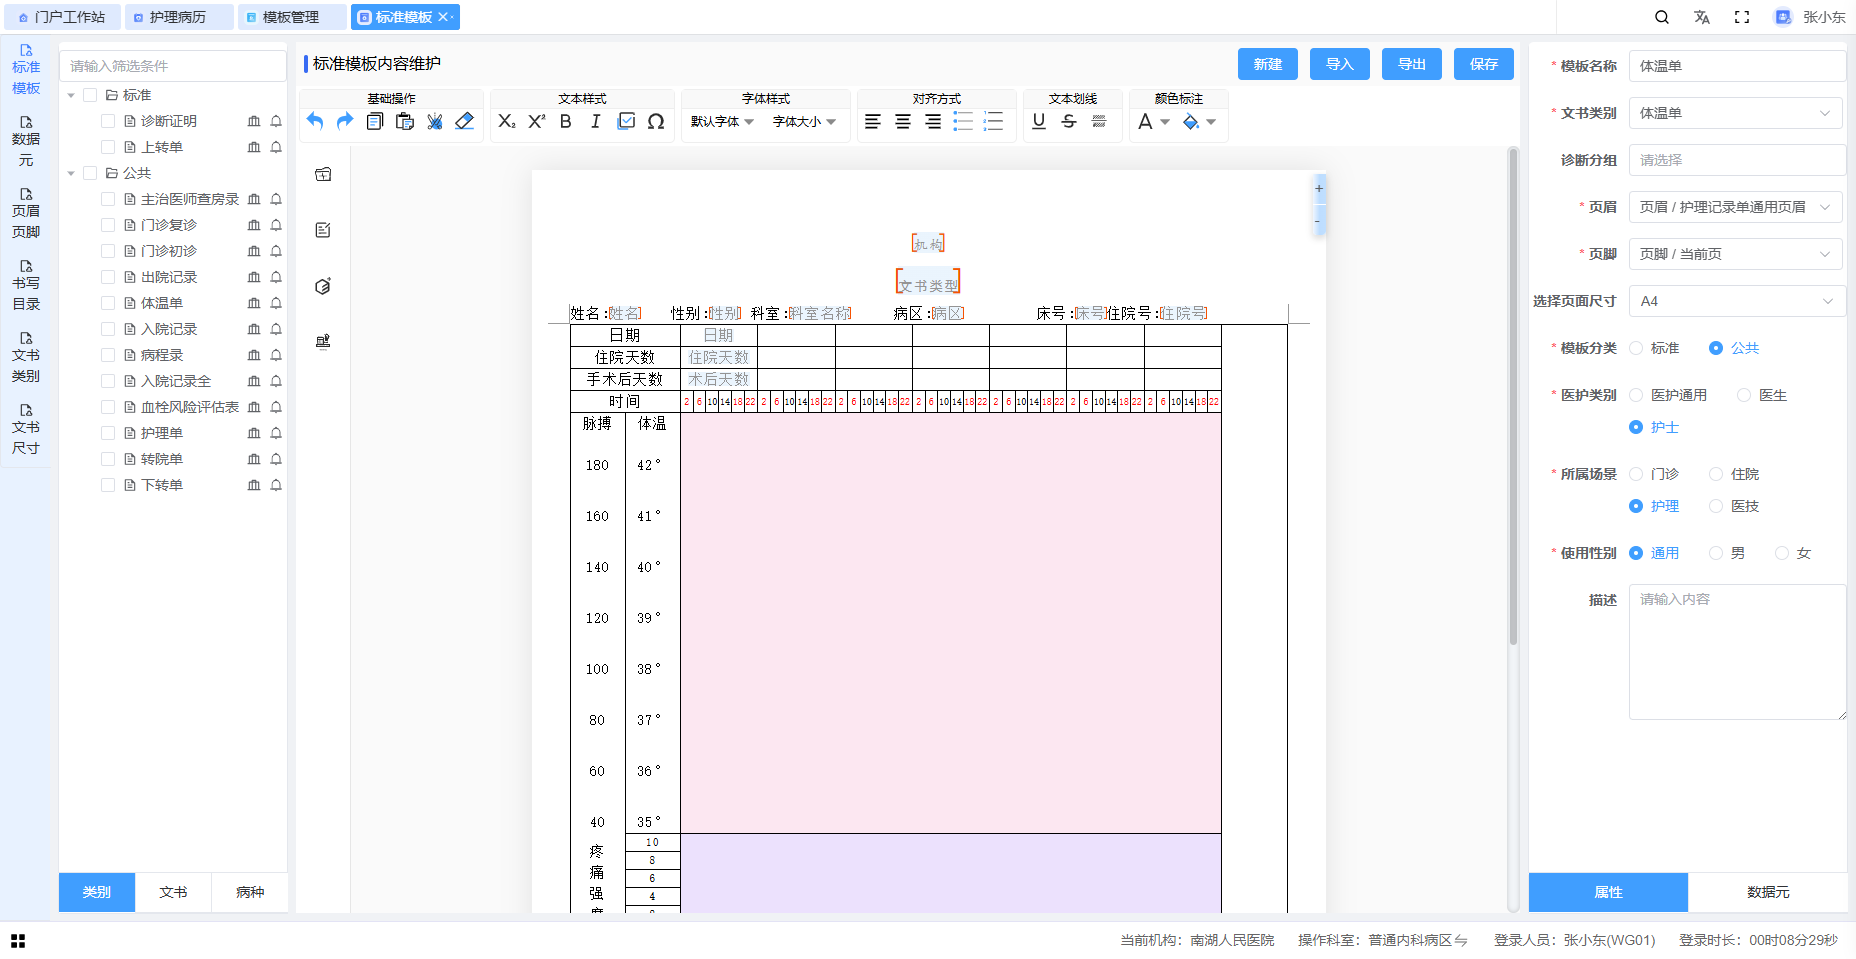 门户工作站 护理病历 模板管理 标准模板 张小东
标准
模板
数据
元
页眉
页脚
书写
目录
文书
类别
文书
尺寸
请输入筛选条件
标准
诊断证明
上转单
公共
主治医师查房录
门诊复诊
门诊初诊
出院记录
体温单
入院记录
病程录
入院记录全
血栓风险评估表
护理单
转院单
下转单
类别 文书 病种
标准模板内容维护 新建 导入 导出 保存
基础操作 文本样式 字体样式 对齐方式 文本划线 颜色标注
X₂ X² B I Ω 默认字体 字体大小 U S A
+
-
[机构]
[文书类型]
姓名:[姓名] 性别:[性别] 科室:[科室名称] 病区:[病区] 床号:[床号]住院号:[住院号]
日期 日期
住院天数 住院天数
手术后天数 术后天数
时间 2 6 10 14 18 22 2 6 10 14 18 22 2 6 10 14 18 22 2 6 10 14 18 22 2 6 10 14 18 22 2 6 10 14 18 22 2 6 10 14 18 22
脉搏 体温
180 42°
160 41°
140 40°
120 39°
100 38°
80 37°
60 36°
40 35°
疼
痛
强
10
8
6
4
* 模板名称 体温单
* 文书类别 体温单
诊断分组 请选择
* 页眉 页眉 / 护理记录单通用页眉
* 页脚 页脚 / 当前页
选择页面尺寸 A4
* 模板分类 标准 公共
* 医护类别 医护通用 医生
护士
* 所属场景 门诊 住院
护理 医技
* 使用性别 通用 男 女
描述 请输入内容
属性 数据元
当前机构：南湖人民医院 操作科室：普通内科病区 登录人员：张小东(WG01) 登录时长：00时08分29秒